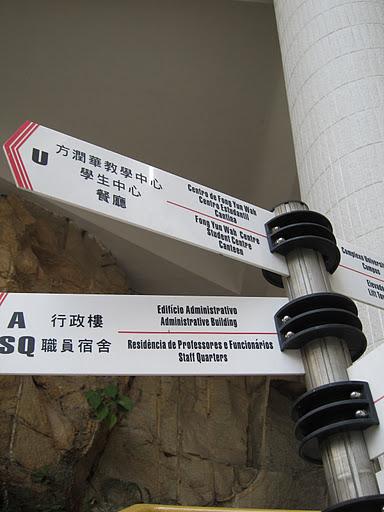 U
方潤華教學中心
學生中心
餐廳
Centro de Fong Yun Wah
Centro Estudantil
Cantina
Fong Yun Wah Centre
Student Centre
Canteen
Campus
A 行政樓
Edifício Administrativo
Administrative Building
SQ 職員宿舍
Residência de Professores e Funcionários
Staff Quarters